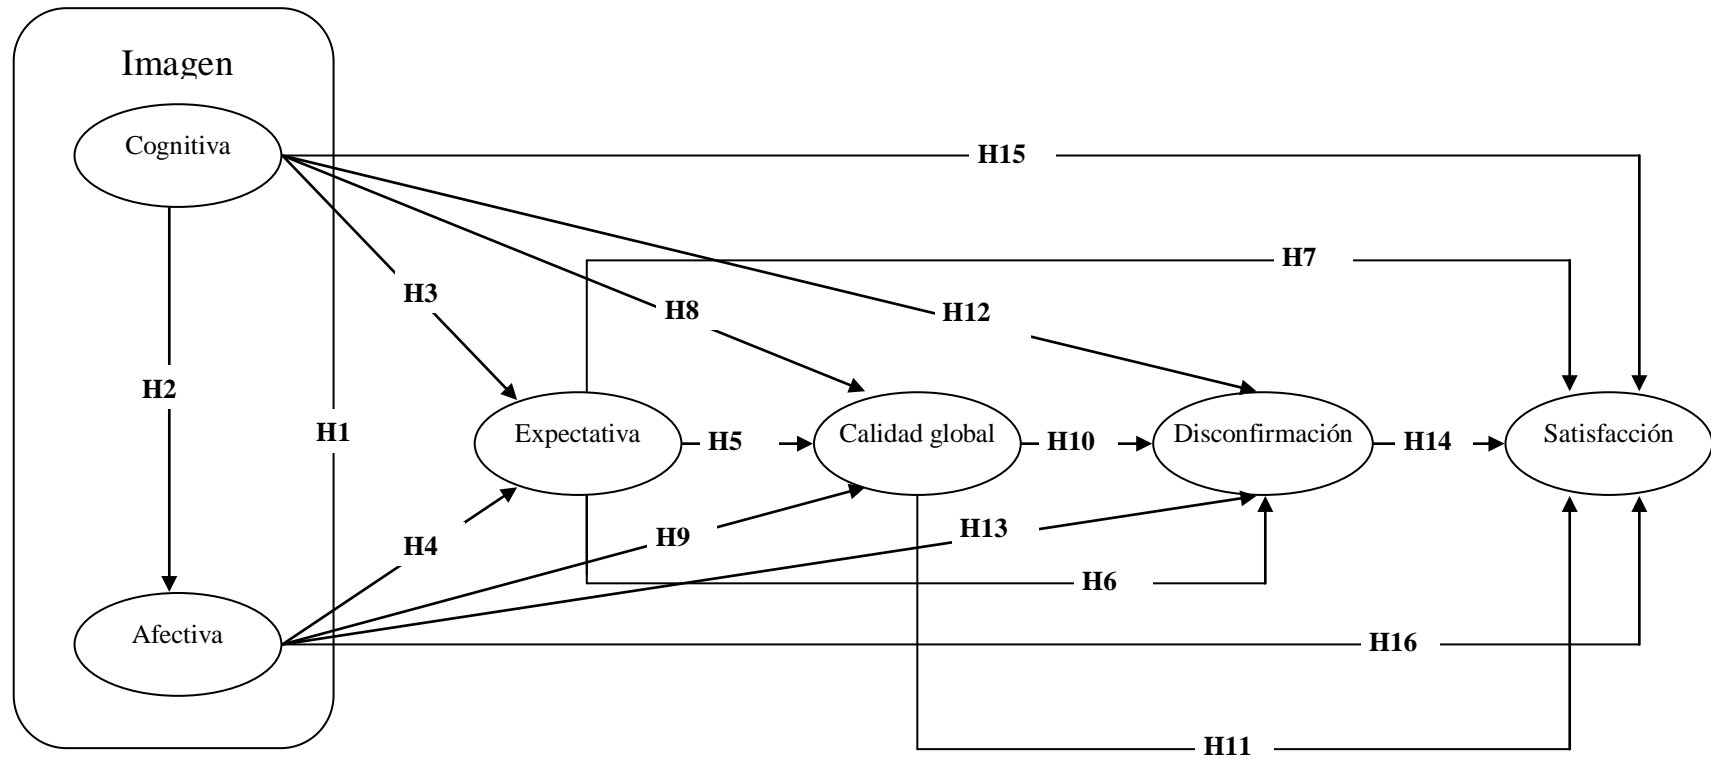 Imagen
Cognitiva
H15
H7
H3
H8
H12
H2
H1
Expectativa
H5
Calidad global
H10
Disconfirmación
H14
Satisfacción
H4
H9
H13
H6
Afectiva
H16
H11